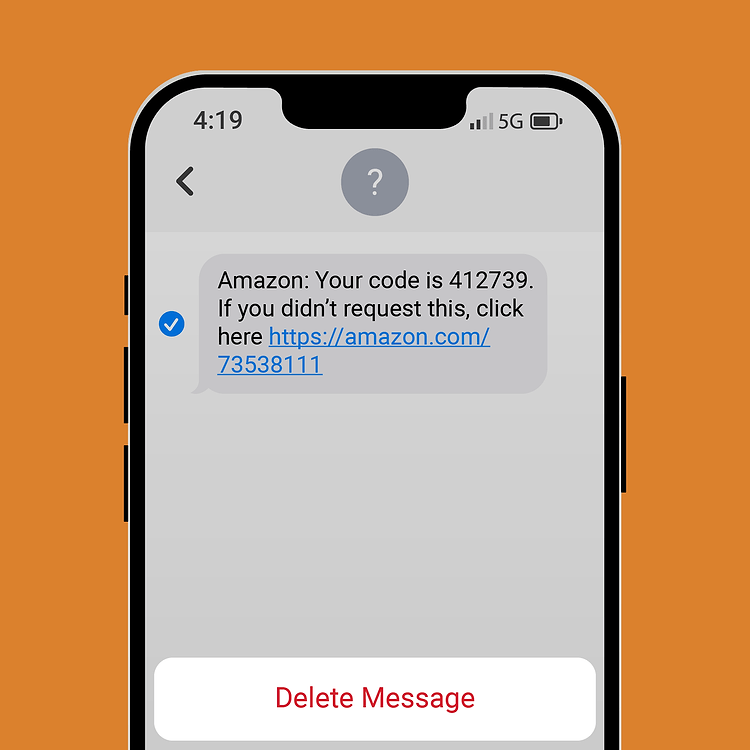 4:19
5G
?
Amazon: Your code is 412739.
If you didn’t request this, click
here https://amazon.com/
73538111
Delete Message